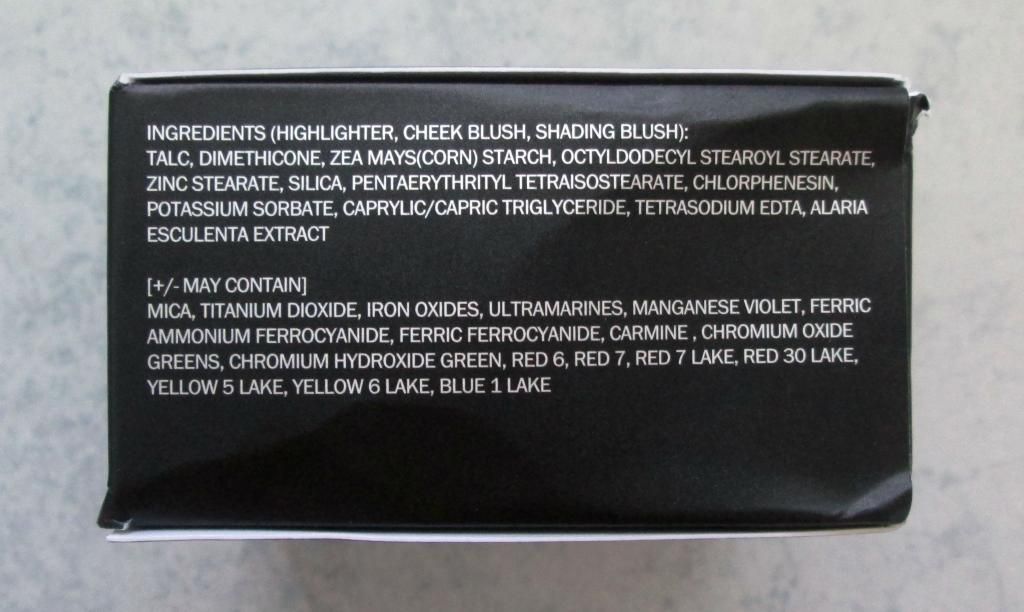 INGREDIENTS (HIGHLIGHTER, CHEEK BLUSH, SHADING BLUSH):
TALC, DIMETHICONE, ZEA MAYS(CORN) STARCH, OCTYLDODECYL STEAROYL STEARATE,
ZINC STEARATE, SILICA, PENTAERYTHRITYL TETRAISOSTEARATE, CHLORPHENESIN,
POTASSIUM SORBATE, CAPRYLIC/CAPRIC TRIGLYCERIDE, TETRASODIUM EDTA, ALARIA
ESCULENTA EXTRACT
[+/- MAY CONTAIN]
MICA, TITANIUM DIOXIDE, IRON OXIDES, ULTRAMARINES, MANGANESE VIOLET, FERRIC
AMMONIUM FERROCYANIDE, FERRIC FERROCYANIDE, CARMINE , CHROMIUM OXIDE
GREENS, CHROMIUM HYDROXIDE GREEN, RED 6, RED 7, RED 7 LAKE, RED 30 LAKE,
YELLOW 5 LAKE, YELLOW 6 LAKE, BLUE 1 LAKE